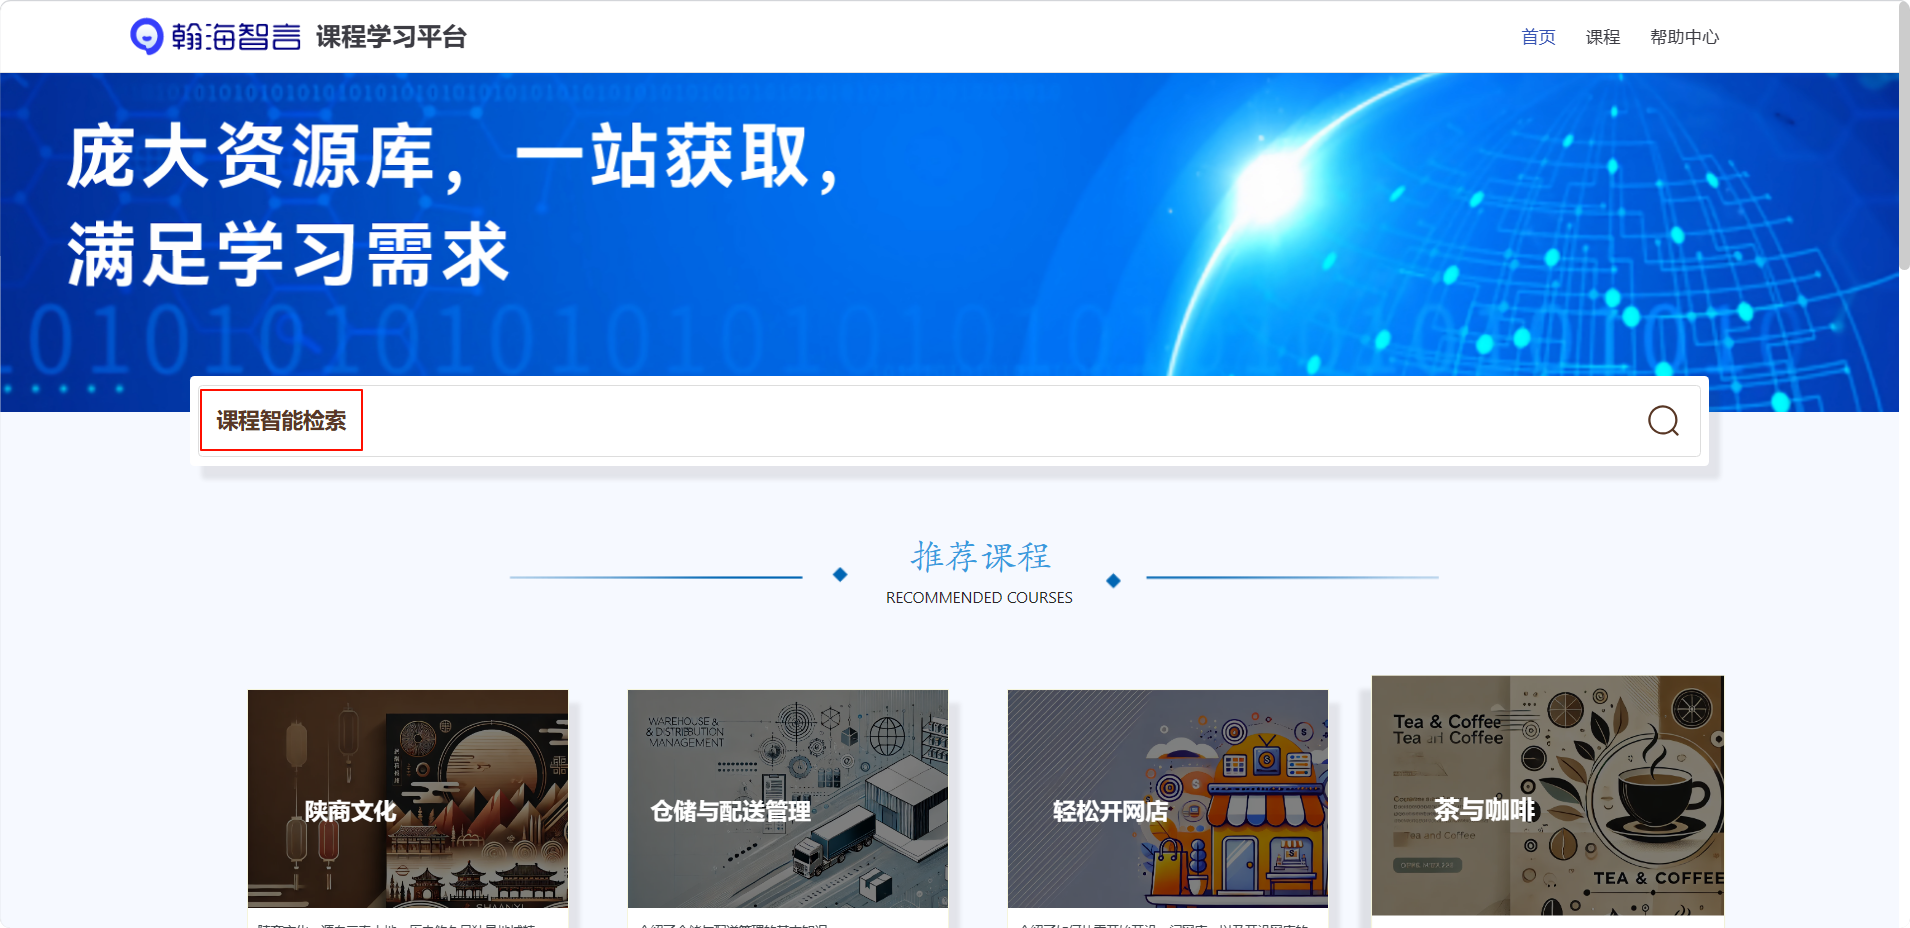 瀚海智言 课程学习平台
首页 课程 帮助中心
庞大资源库，一站获取，
满足学习需求
课程智能检索
推荐课程
RECOMMENDED COURSES
陕商文化
WAREHOUSE &
& DISTRIBUTION
MANAGEMENT
仓储与配送管理
轻松开网店
Tea & Coffee
Tea and Coffee
茶与咖啡
Tea and Coffee
TEA & COFFEE